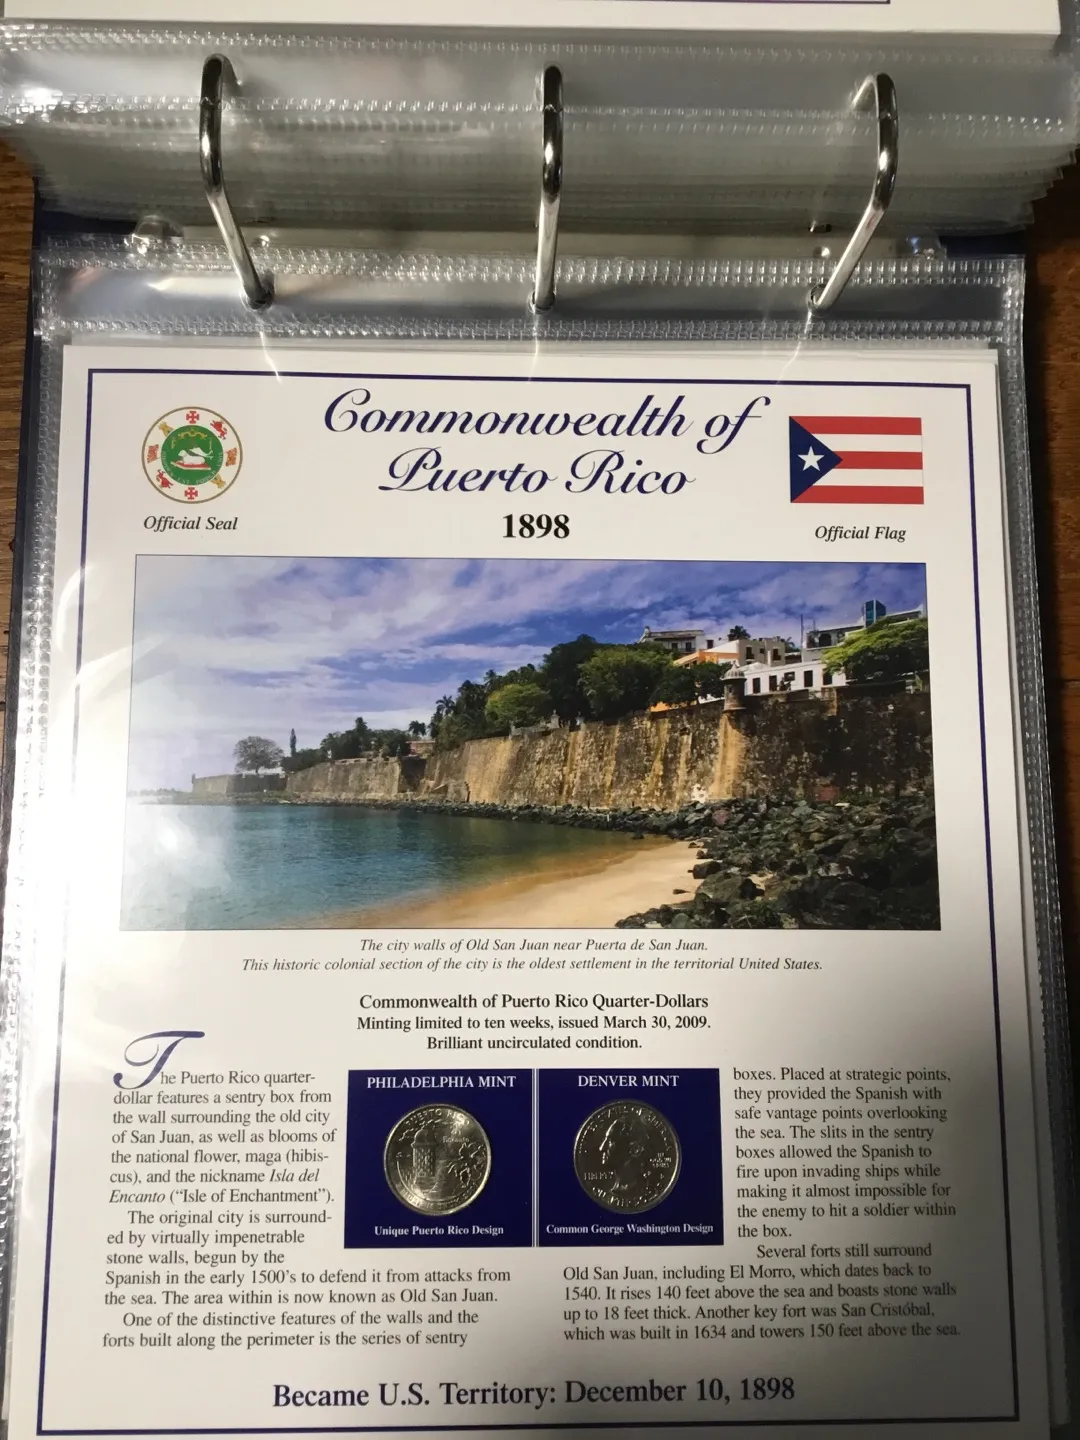 Commonwealth of
Puerto Rico
1898
Official Seal
Official Flag
The city walls of Old San Juan near Puerta de San Juan.
This historic colonial section of the city is the oldest settlement in the territorial United States.
Commonwealth of Puerto Rico Quarter-Dollars
Minting limited to ten weeks, issued March 30, 2009.
Brilliant uncirculated condition.
The Puerto Rico quarter-
dollar features a sentry box from
the wall surrounding the old city
of San Juan, as well as blooms of
the national flower, maga (hibis-
cus), and the nickname Isla del
Encanto (“Isle of Enchantment”).
The original city is surround-
ed by virtually impenetrable
stone walls, begun by the
Spanish in the early 1500's to defend it from attacks from
the sea. The area within is now known as Old San Juan.
One of the distinctive features of the walls and the
forts built along the perimeter is the series of sentry
PHILADELPHIA MINT
PUERTO RICO
Unique Puerto Rico Design
DENVER MINT
LIBERTY
Common George Washington Design
boxes. Placed at strategic points,
they provided the Spanish with
safe vantage points overlooking
the sea. The slits in the sentry
boxes allowed the Spanish to
fire upon invading ships while
making it almost impossible for
the enemy to hit a soldier within
the box.
Several forts still surround
Old San Juan, including El Morro, which dates back to
1540. It rises 140 feet above the sea and boasts stone walls
up to 18 feet thick. Another key fort was San Cristóbal,
which was built in 1634 and towers 150 feet above the sea.
Became U.S. Territory: December 10, 1898